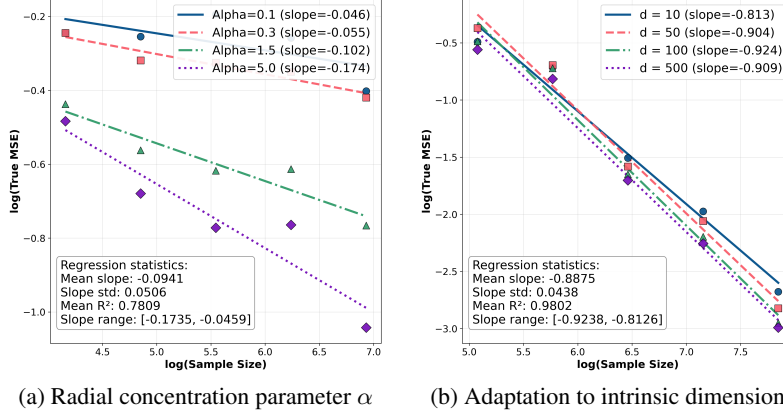 Alpha=0.1 (slope=-0.046)
Alpha=0.3 (slope=-0.055)
Alpha=1.5 (slope=-0.102)
Alpha=5.0 (slope=-0.174)
−0.2
−0.4
−0.6
−0.8
−1.0
log(True MSE)
Regression statistics:
Mean slope: -0.0941
Slope std: 0.0506
Mean R²: 0.7809
Slope range: [-0.1735, -0.0459]
4.5 5.0 5.5 6.0 6.5 7.0
log(Sample Size)
(a) Radial concentration parameter α
d = 10 (slope=-0.813)
d = 50 (slope=-0.904)
d = 100 (slope=-0.924)
d = 500 (slope=-0.909)
0.0
−0.5
−1.0
−1.5
−2.0
−2.5
−3.0
log(True MSE)
Regression statistics:
Mean slope: -0.8875
Slope std: 0.0438
Mean R²: 0.9802
Slope range: [-0.9238, -0.8126]
5.0 5.5 6.0 6.5 7.0 7.5
log(Sample Size)
(b) Adaptation to intrinsic dimension